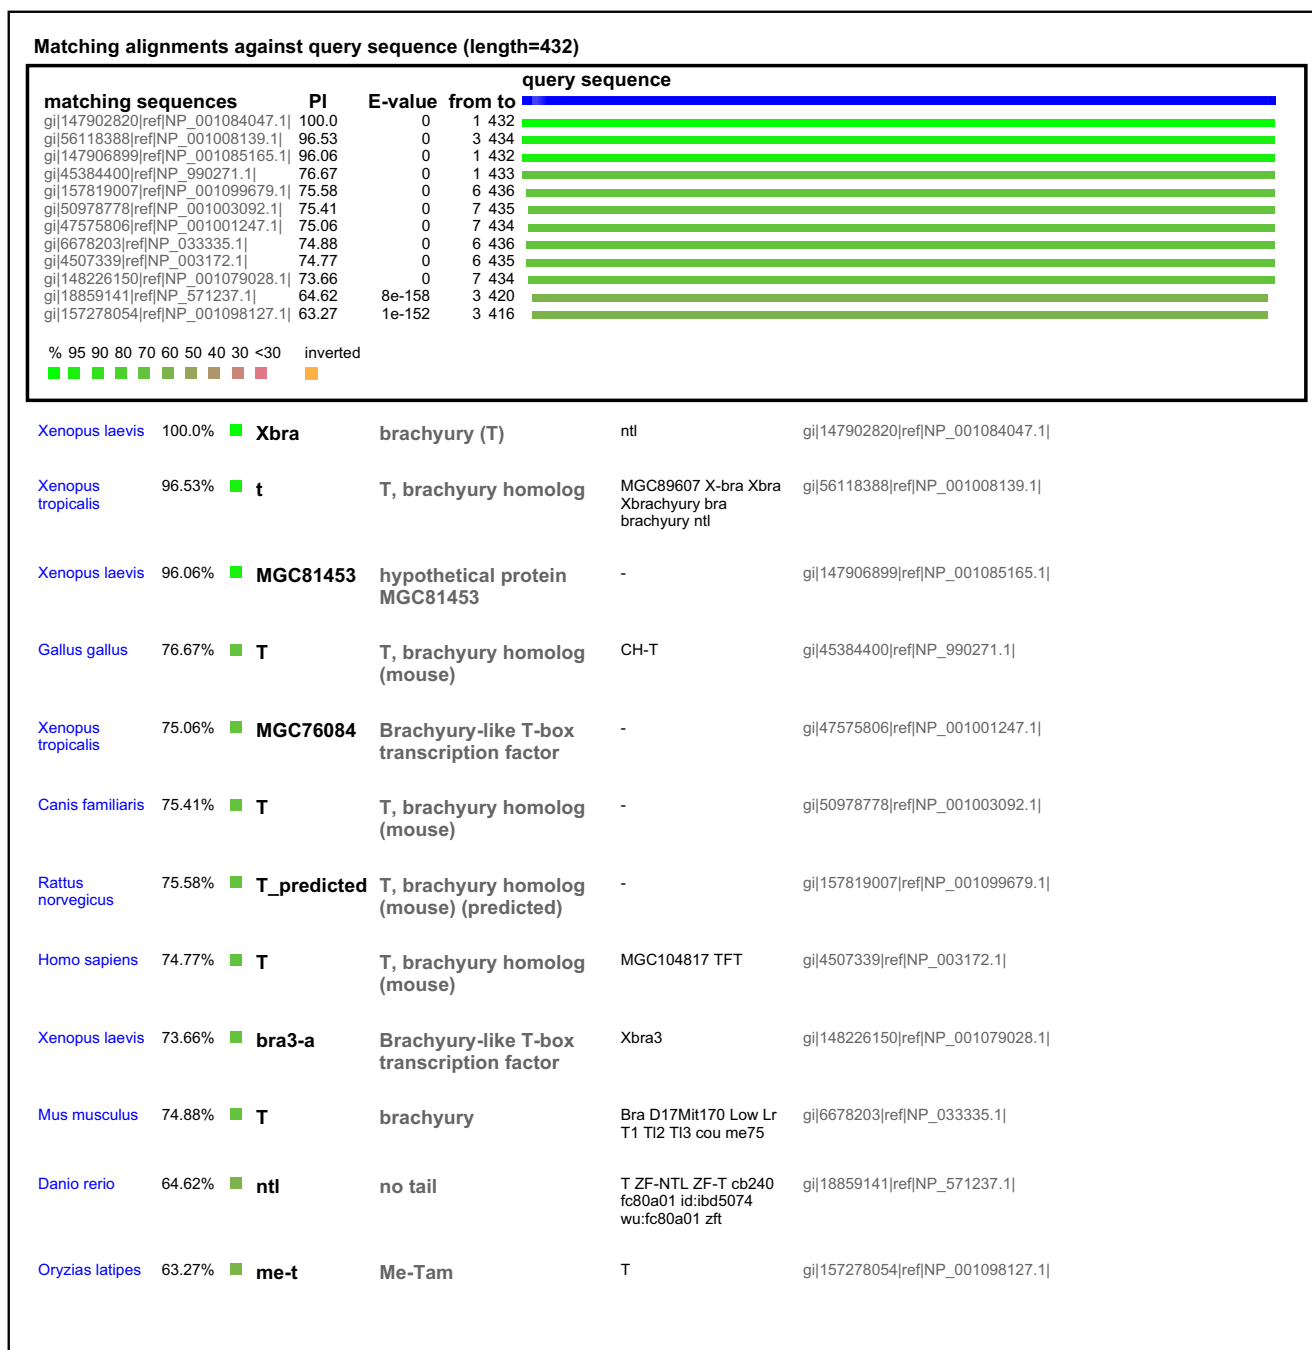 Matching alignments against query sequence (length=432)
query sequence
matching sequences PI E-value from to
gi|147902820|ref|NP_001084047.1| 100.0 0 1 432
gi|56118388|ref|NP_001008139.1| 96.53 0 3 434
gi|147906899|ref|NP_001085165.1| 96.06 0 1 432
gi|45384400|ref|NP_990271.1| 76.67 0 1 433
gi|157819007|ref|NP_001099679.1| 75.58 0 6 436
gi|50978778|ref|NP_001003092.1| 75.41 0 7 435
gi|47575806|ref|NP_001001247.1| 75.06 0 7 434
gi|6678203|ref|NP_033335.1| 74.88 0 6 436
gi|4507339|ref|NP_003172.1| 74.77 0 6 435
gi|148226150|ref|NP_001079028.1| 73.66 0 7 434
gi|18859141|ref|NP_571237.1| 64.62 8e-158 3 420
gi|157278054|ref|NP_001098127.1| 63.27 1e-152 3 416
% 95 90 80 70 60 50 40 30 <30 inverted
Xenopus laevis 100.0% Xbra brachyury (T) ntl gi|147902820|ref|NP_001084047.1|
Xenopus 96.53% t T, brachyury homolog MGC89607 X-bra Xbra gi|56118388|ref|NP_001008139.1|
tropicalis Xbrachyury bra
brachyury ntl
Xenopus laevis 96.06% MGC81453 hypothetical protein - gi|147906899|ref|NP_001085165.1|
MGC81453
Gallus gallus 76.67% T T, brachyury homolog CH-T gi|45384400|ref|NP_990271.1|
(mouse)
Xenopus 75.06% MGC76084 Brachyury-like T-box - gi|47575806|ref|NP_001001247.1|
tropicalis transcription factor
Canis familiaris 75.41% T T, brachyury homolog - gi|50978778|ref|NP_001003092.1|
(mouse)
Rattus 75.58% T_predicted T, brachyury homolog - gi|157819007|ref|NP_001099679.1|
norvegicus (mouse) (predicted)
Homo sapiens 74.77% T T, brachyury homolog MGC104817 TFT gi|4507339|ref|NP_003172.1|
(mouse)
Xenopus laevis 73.66% bra3-a Brachyury-like T-box Xbra3 gi|148226150|ref|NP_001079028.1|
transcription factor
Mus musculus 74.88% T brachyury Bra D17Mit170 Low Lr gi|6678203|ref|NP_033335.1|
T1 Tl2 Tl3 cou me75
Danio rerio 64.62% ntl no tail T ZF-NTL ZF-T cb240 gi|18859141|ref|NP_571237.1|
fc80a01 id:ibd5074
wu:fc80a01 zft
Oryzias latipes 63.27% me-t Me-Tam T gi|157278054|ref|NP_001098127.1|